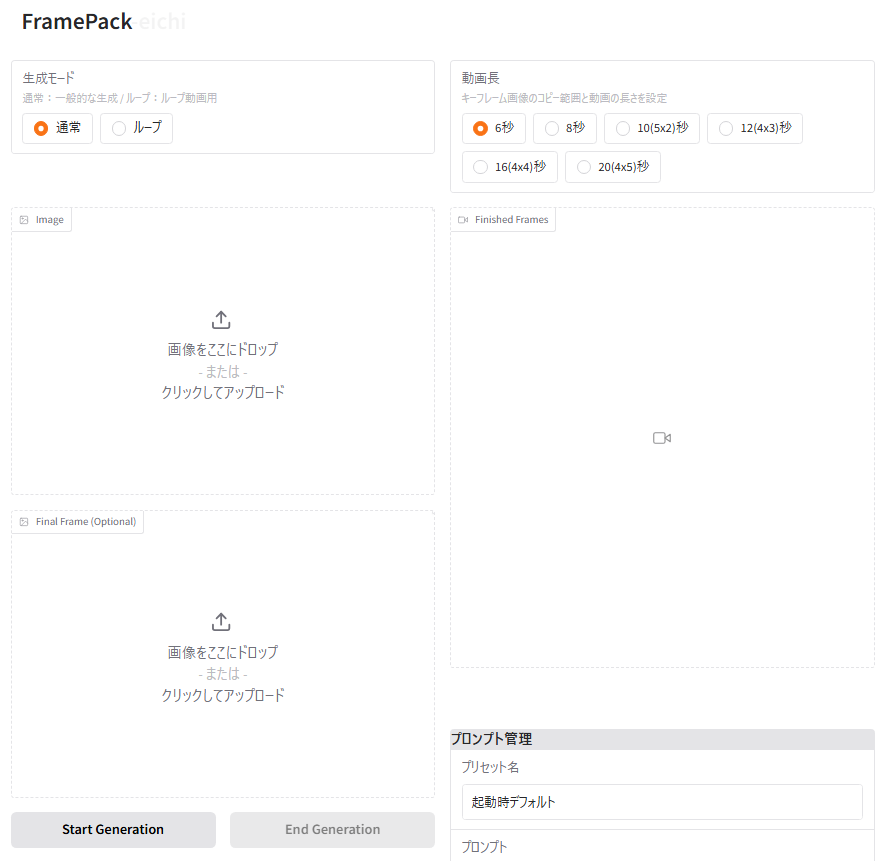 FramePack-eichi
生成モード
通常：一般的な生成 / ループ：ループ動画用
通常 ループ
動画長
キーフレーム画像のコピー範囲と動画の長さを設定
6秒 8秒 10(5x2)秒 12(4x3)秒
16(4x4)秒 20(4x5)秒
Image
画像をここにドロップ
- または -
クリックしてアップロード
Finished Frames
Final Frame (Optional)
画像をここにドロップ
- または -
クリックしてアップロード
Start Generation End Generation
プロンプト管理
プリセット名
起動時デフォルト
プロンプト